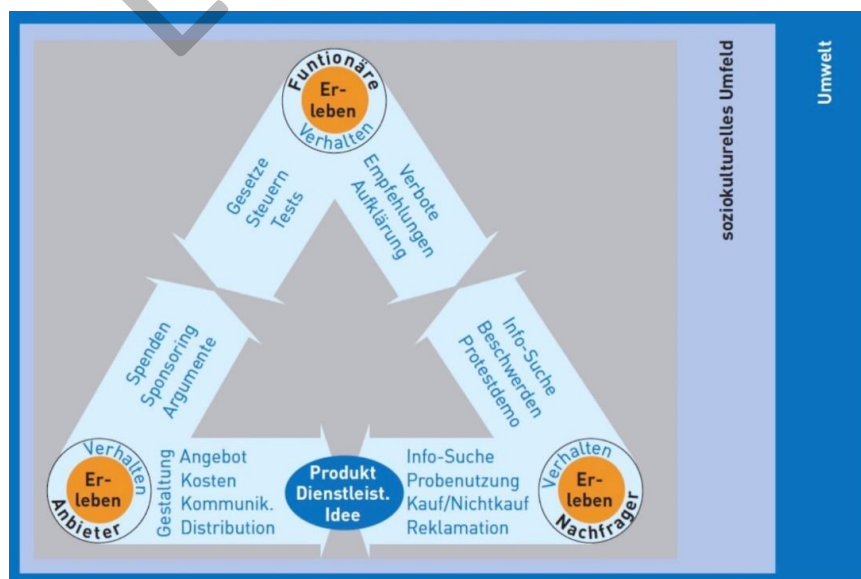 Funtionäre
Er-
leben
Verhalten
Gesetze
Steuern
Tests
Verbote
Empfehlungen
Aufklärung
Spenden
Sponsoring
Argumente
Info-Suche
Beschwerden
Protestdemo
Verhalten
Er-
leben
Anbieter
Gestaltung
Angebot
Kosten
Kommunik.
Distribution
Produkt
Dienstleist.
Idee
Info-Suche
Probenutzung
Kauf/Nichtkauf
Reklamation
Verhalten
Er-
leben
Nachfrager
soziokulturelles Umfeld
Umwelt